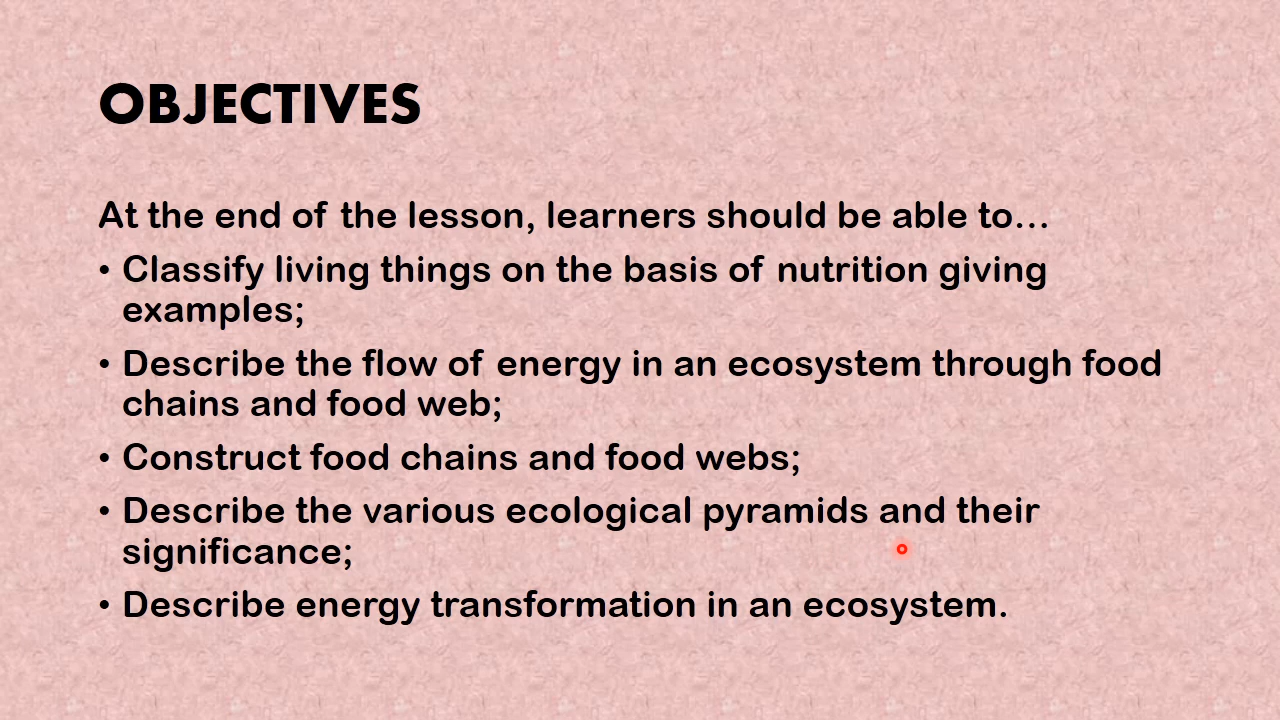 OBJECTIVES
At the end of the lesson, learners should be able to...
• Classify living things on the basis of nutrition giving
examples;
• Describe the flow of energy in an ecosystem through food
chains and food web;
• Construct food chains and food webs;
• Describe the various ecological pyramids and their
significance;
• Describe energy transformation in an ecosystem.